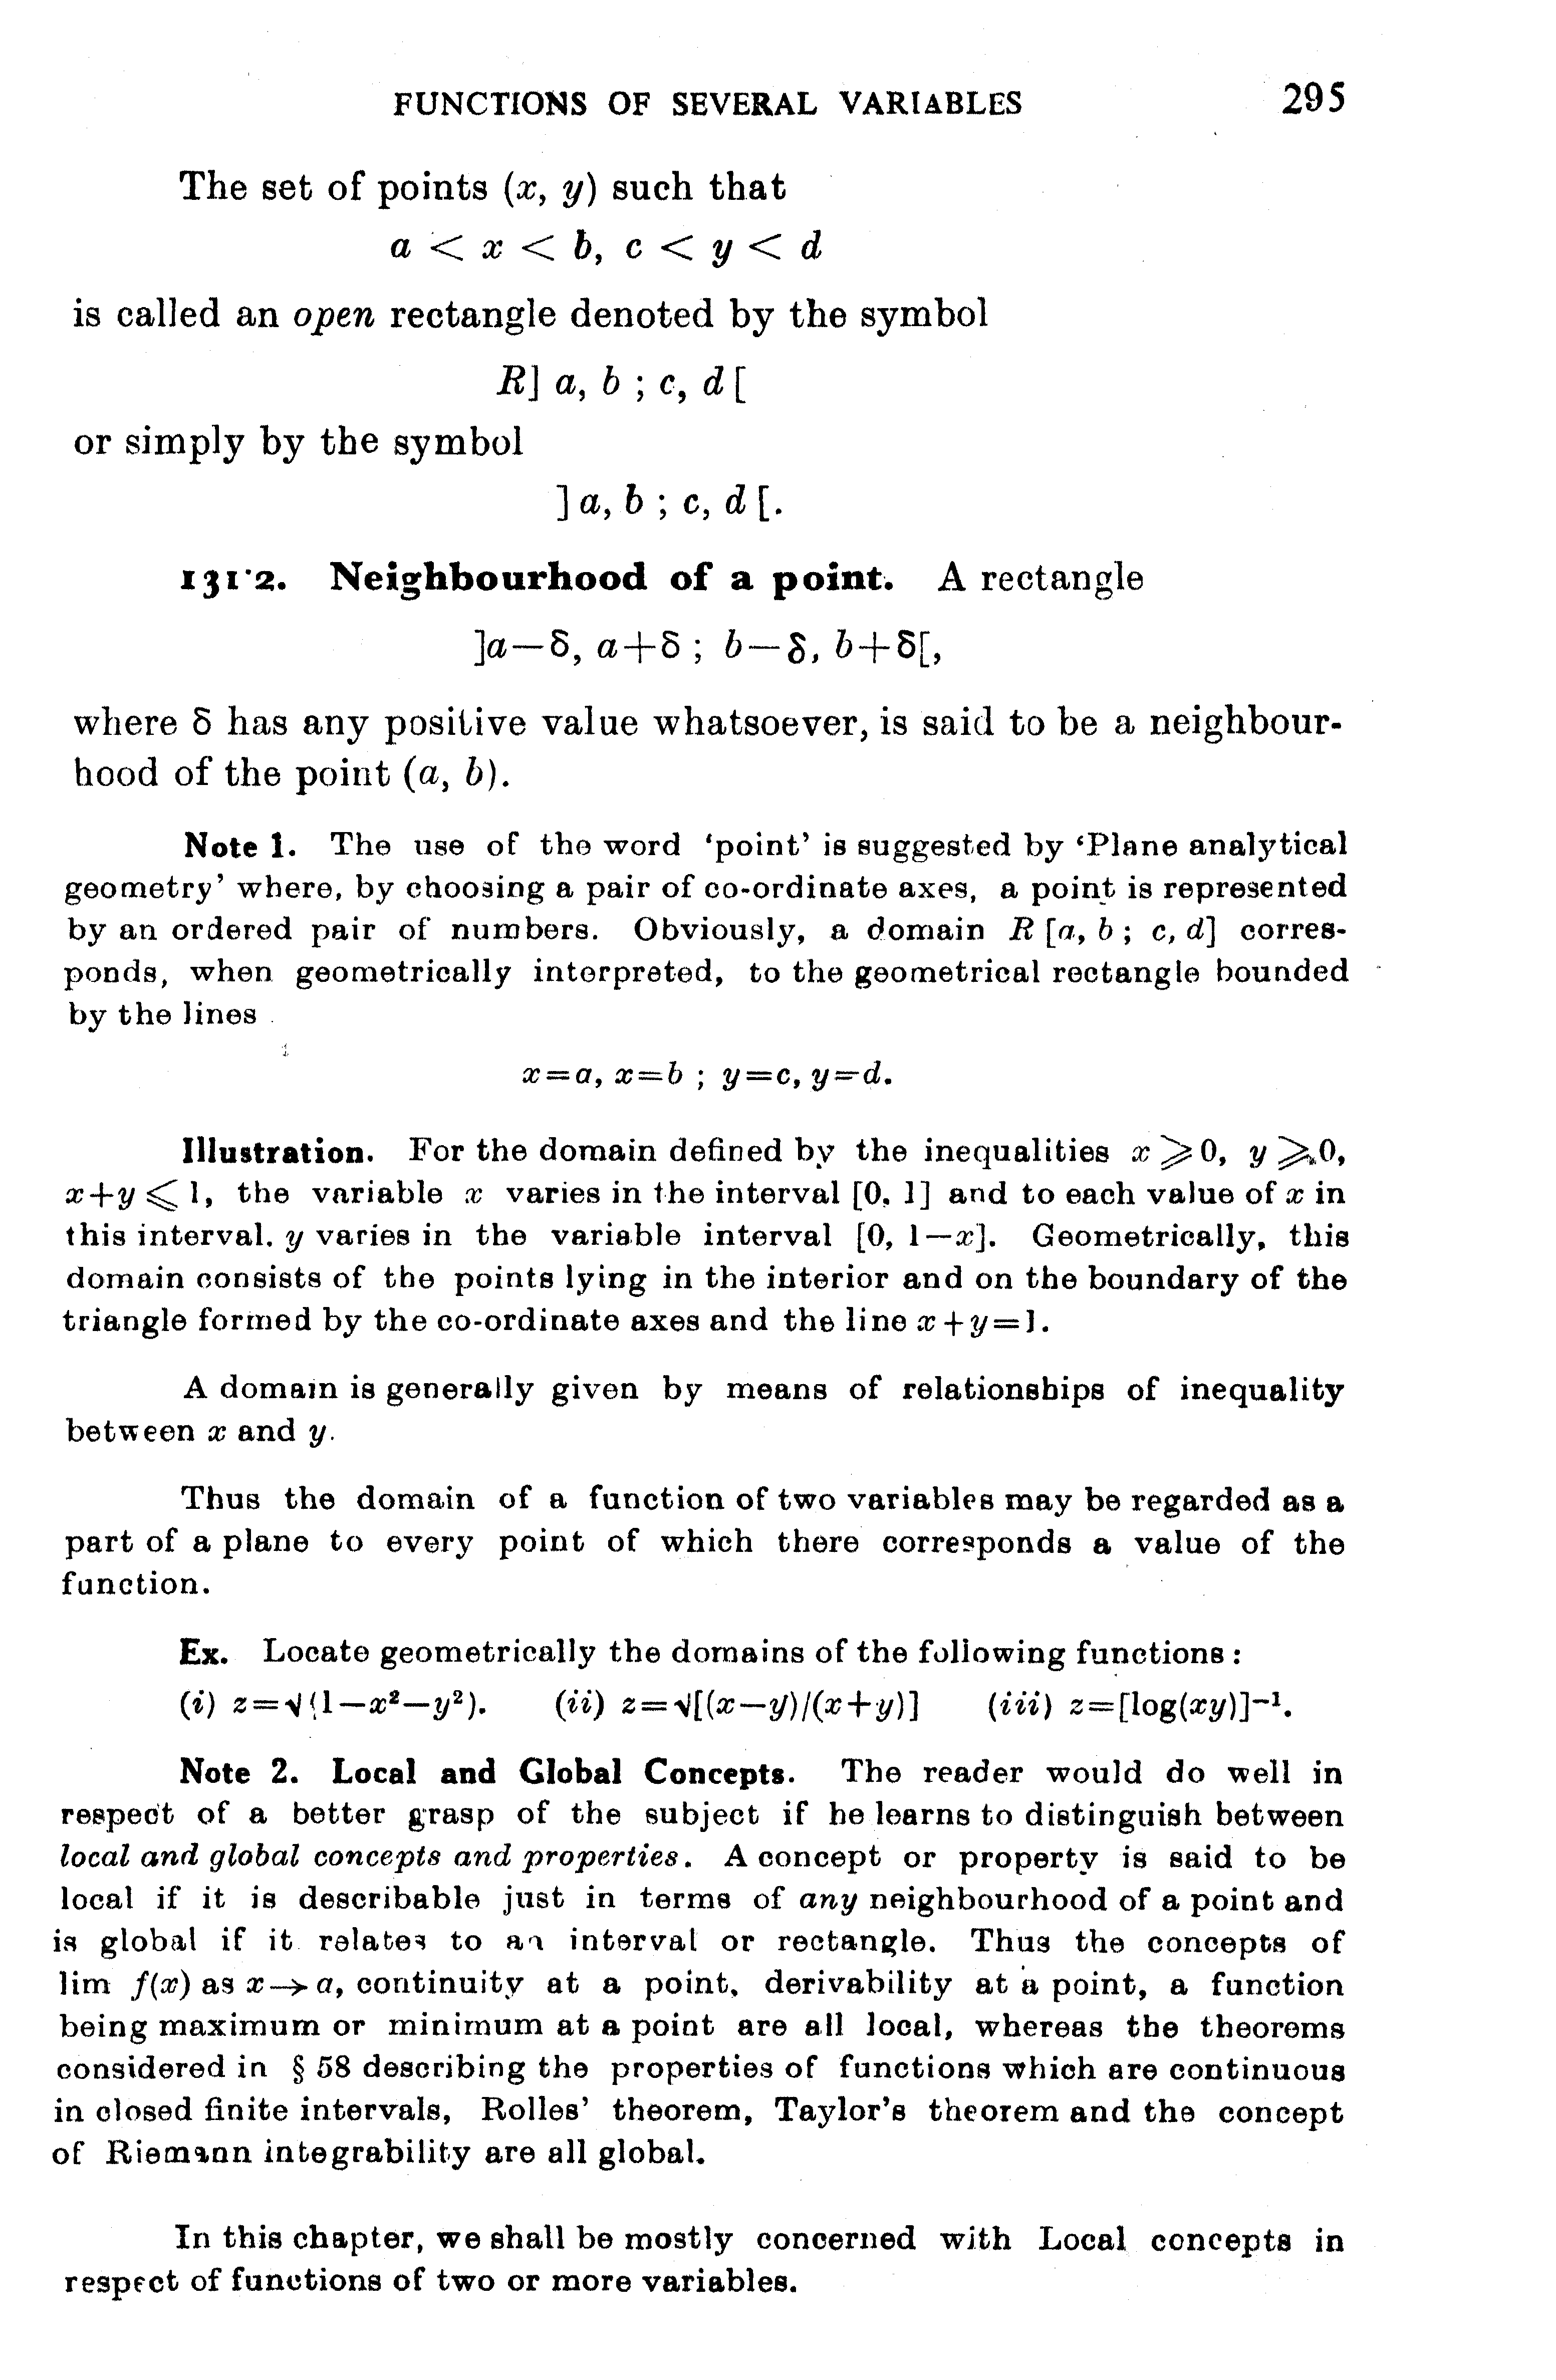 FUNCTIONS OF SEVERAL VARIABLES 295
The set of points (x, y) such that
a < x < b, c < y < d
is called an open rectangle denoted by the symbol
R] a, b ; c, d [
or simply by the symbol
] a, b ; c, d [.
131·2. Neighbourhood of a point. A rectangle
]a—δ, a+δ ; b—δ, b+δ[,
where δ has any positive value whatsoever, is said to be a neighbour-
hood of the point (a, b).
Note 1. The use of the word ‘point’ is suggested by ‘Plane analytical
geometry’ where, by choosing a pair of co-ordinate axes, a point is represented
by an ordered pair of numbers. Obviously, a domain R [a, b ; c, d] corres-
ponds, when geometrically interpreted, to the geometrical rectangle bounded
by the lines
x=a, x=b ; y=c, y=d.
Illustration. For the domain defined by the inequalities x ⩾ 0, y ⩾ 0,
x+y ⩽ 1, the variable x varies in the interval [0, 1] and to each value of x in
this interval. y varies in the variable interval [0, 1—x]. Geometrically, this
domain consists of the points lying in the interior and on the boundary of the
triangle formed by the co-ordinate axes and the line x+y=1.
A domain is generally given by means of relationships of inequality
between x and y.
Thus the domain of a function of two variables may be regarded as a
part of a plane to every point of which there corresponds a value of the
function.
Ex. Locate geometrically the domains of the following functions :
(i) z=√(1—x²—y²). (ii) z=√[(x—y)/(x+y)] (iii) z=[log(xy)]⁻¹.
Note 2. Local and Global Concepts. The reader would do well in
respect of a better grasp of the subject if he learns to distinguish between
local and global concepts and properties. A concept or property is said to be
local if it is describable just in terms of any neighbourhood of a point and
is global if it relates to an interval or rectangle. Thus the concepts of
lim f(x) as x→a, continuity at a point, derivability at a point, a function
being maximum or minimum at a point are all local, whereas the theorems
considered in § 58 describing the properties of functions which are continuous
in closed finite intervals, Rolles’ theorem, Taylor’s theorem and the concept
of Riemann integrability are all global.
In this chapter, we shall be mostly concerned with Local concepts in
respect of functions of two or more variables.